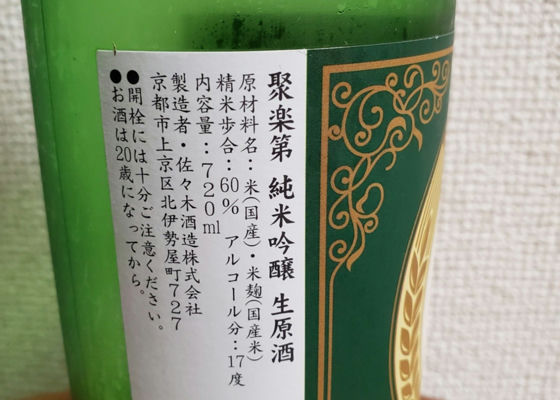 聚楽第 純米吟醸 生原酒
原材料名:米(国産)・米麹(国産米)
精米歩合:60% アルコール分:17度
内容量:720ml
製造者・佐々木酒造株式会社
京都市上京区北伊勢屋町727
●開栓には十分ご注意ください。
●お酒は20歳になってから。